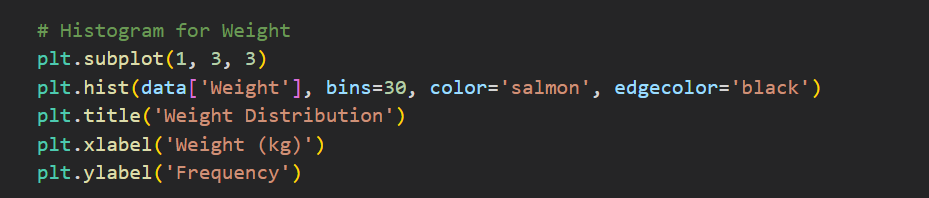 # Histogram for Weight
plt.subplot(1, 3, 3)
plt.hist(data['Weight'], bins=30, color='salmon', edgecolor='black')
plt.title('Weight Distribution')
plt.xlabel('Weight (kg)')
plt.ylabel('Frequency')